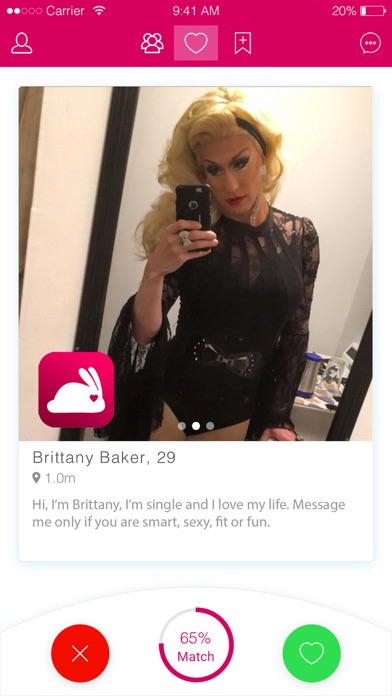 Carrier 9:41 AM 20%
Brittany Baker, 29
1.0m
Hi, I'm Brittany, I'm single and I love my life. Message
me only if you are smart, sexy, fit or fun.
65%
Match